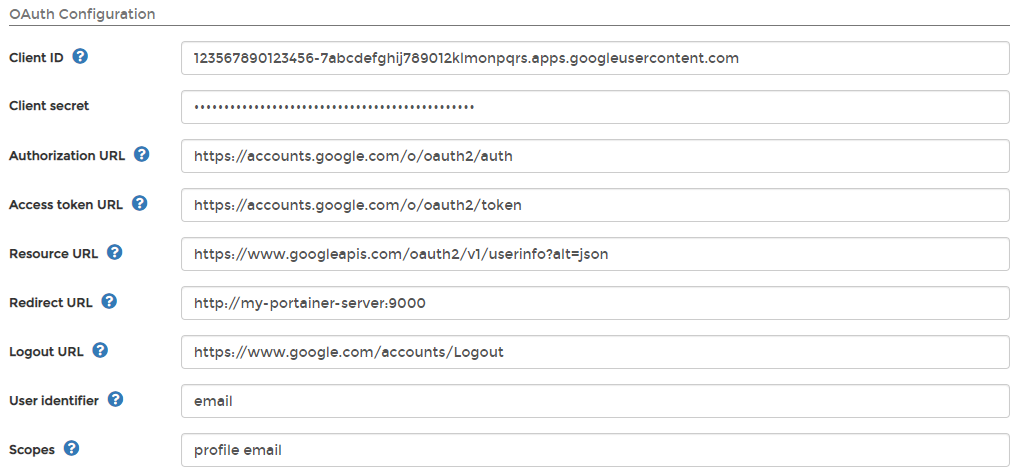 OAuth Configuration
Client ID 123567890123456-7abcdefghij789012klmonpqrs.apps.googleusercontent.com
Client secret ••••••••••••••••••••••••••••••••••••••••••••••
Authorization URL https://accounts.google.com/o/oauth2/auth
Access token URL https://accounts.google.com/o/oauth2/token
Resource URL https://www.googleapis.com/oauth2/v1/userinfo?alt=json
Redirect URL http://my-portainer-server:9000
Logout URL https://www.google.com/accounts/Logout
User identifier email
Scopes profile email